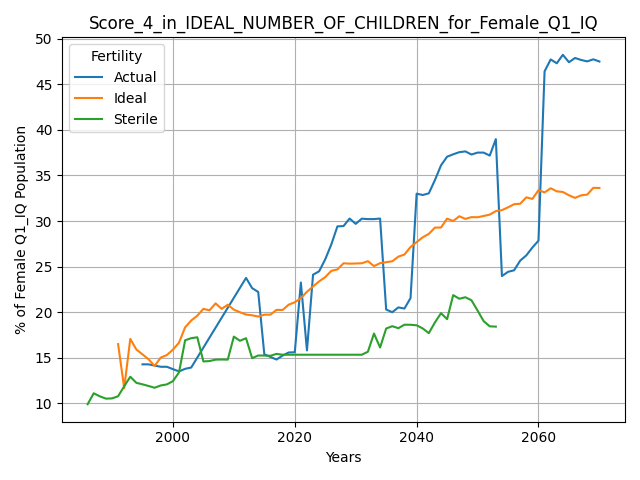 Score_4_in_IDEAL_NUMBER_OF_CHILDREN_for_Female_Q1_IQ
Fertility
Actual
Ideal
Sterile
% of Female Q1_IQ Population
50
45
40
35
30
25
20
15
10
2000
2020
2040
2060
Years